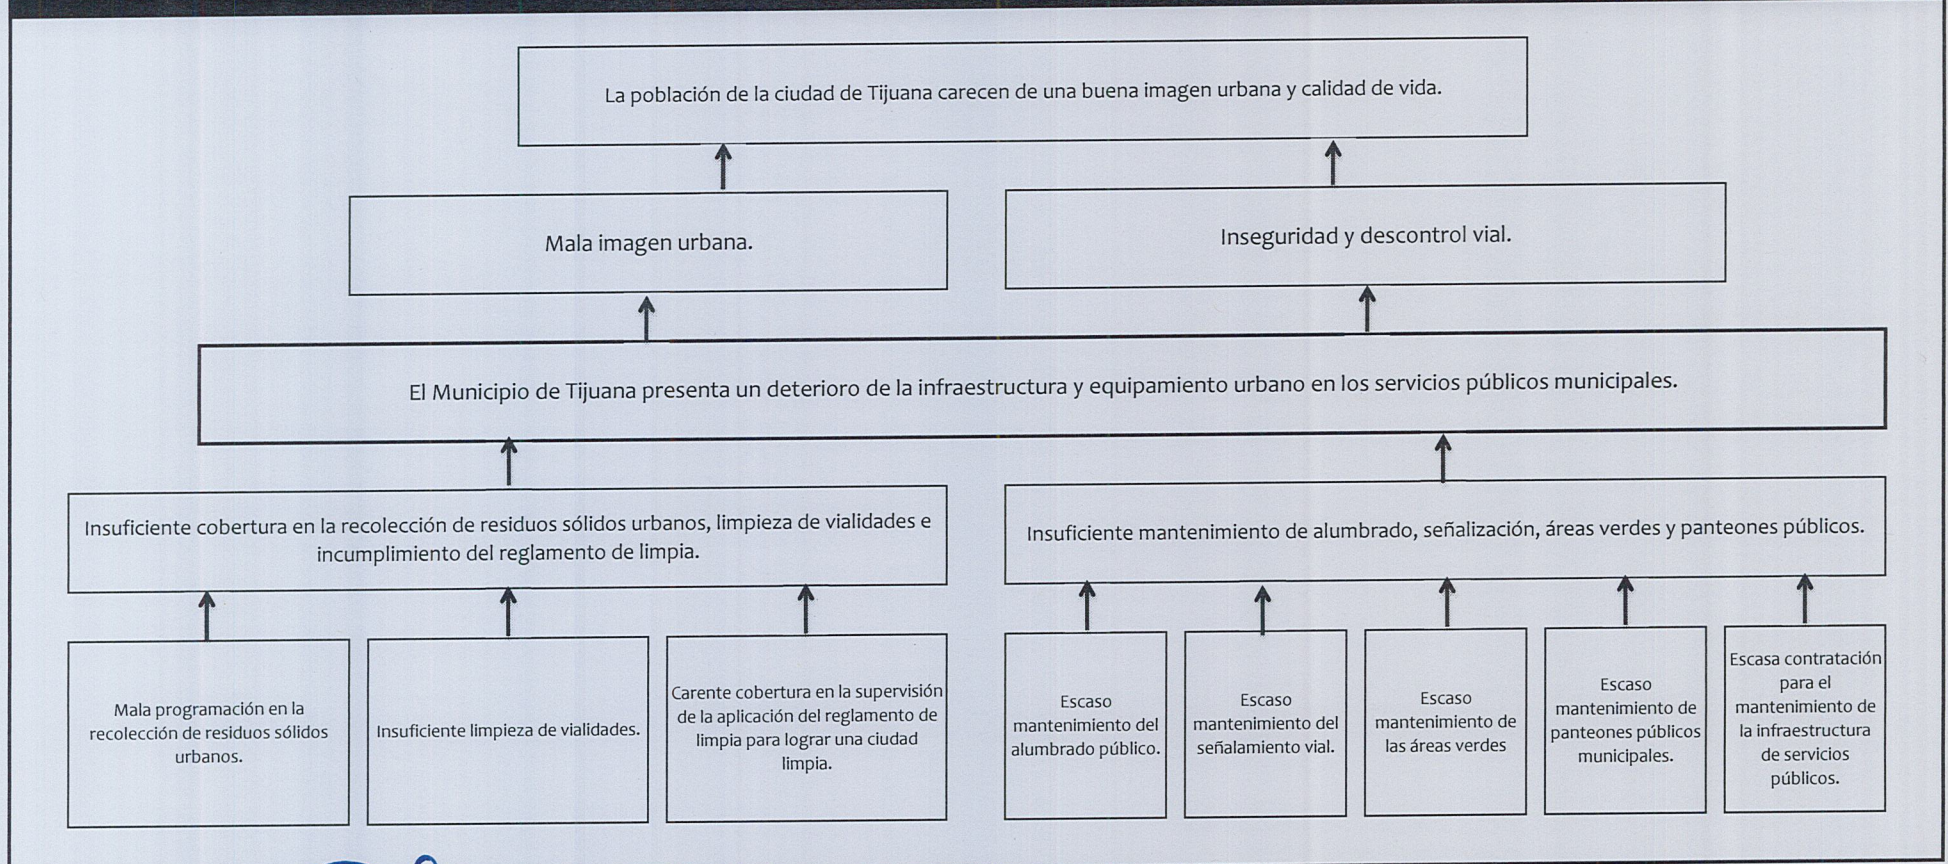 La población de la ciudad de Tijuana carecen de una buena imagen urbana y calidad de vida.
Mala imagen urbana.
Inseguridad y descontrol vial.
El Municipio de Tijuana presenta un deterioro de la infraestructura y equipamiento urbano en los servicios públicos municipales.
Insuficiente cobertura en la recolección de residuos sólidos urbanos, limpieza de vialidades e
incumplimiento del reglamento de limpia.
Insuficiente mantenimiento de alumbrado, señalización, áreas verdes y panteones públicos.
Mala programación en la
recolección de residuos sólidos
urbanos.
Insuficiente limpieza de vialidades.
Carente cobertura en la supervisión
de la aplicación del reglamento de
limpia para lograr una ciudad
limpia.
Escaso
mantenimiento del
alumbrado público.
Escaso
mantenimiento del
señalamiento vial.
Escaso
mantenimiento de
las áreas verdes
Escaso
mantenimiento de
panteones públicos
municipales.
Escasa contratación
para el
mantenimiento de
la infraestructura
de servicios
públicos.